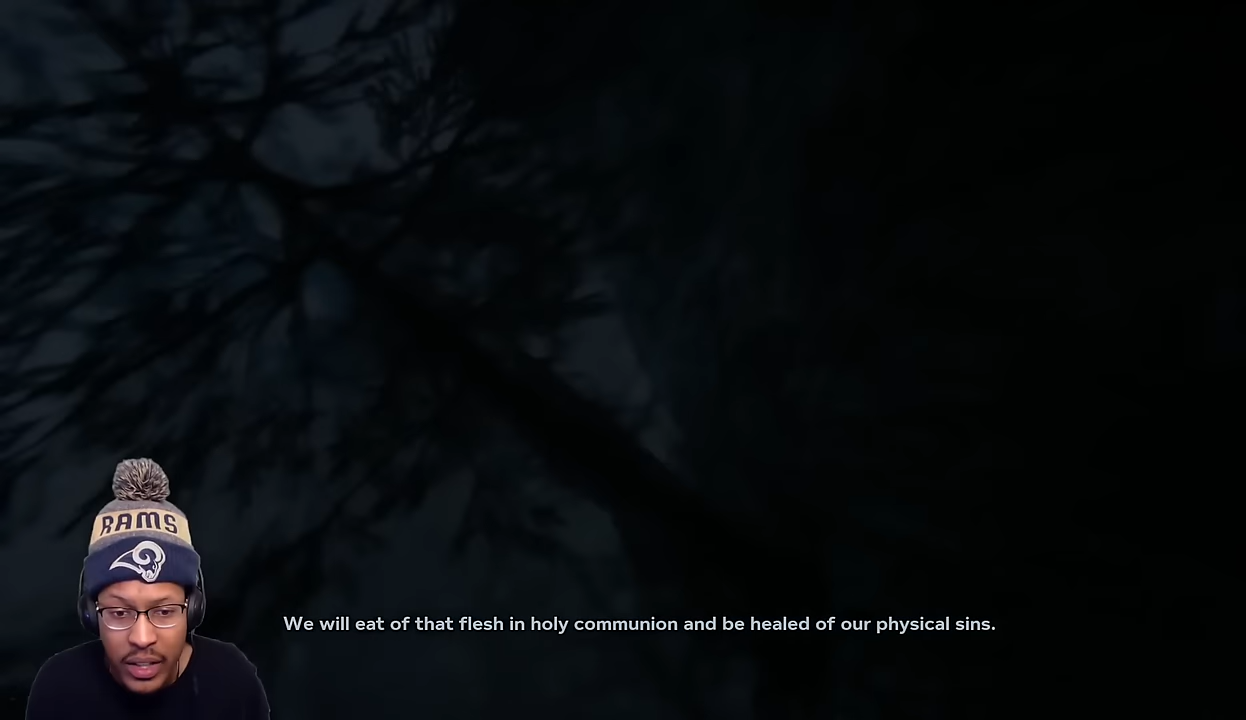 RAMS
We will eat of that flesh in holy communion and be healed of our physical sins.